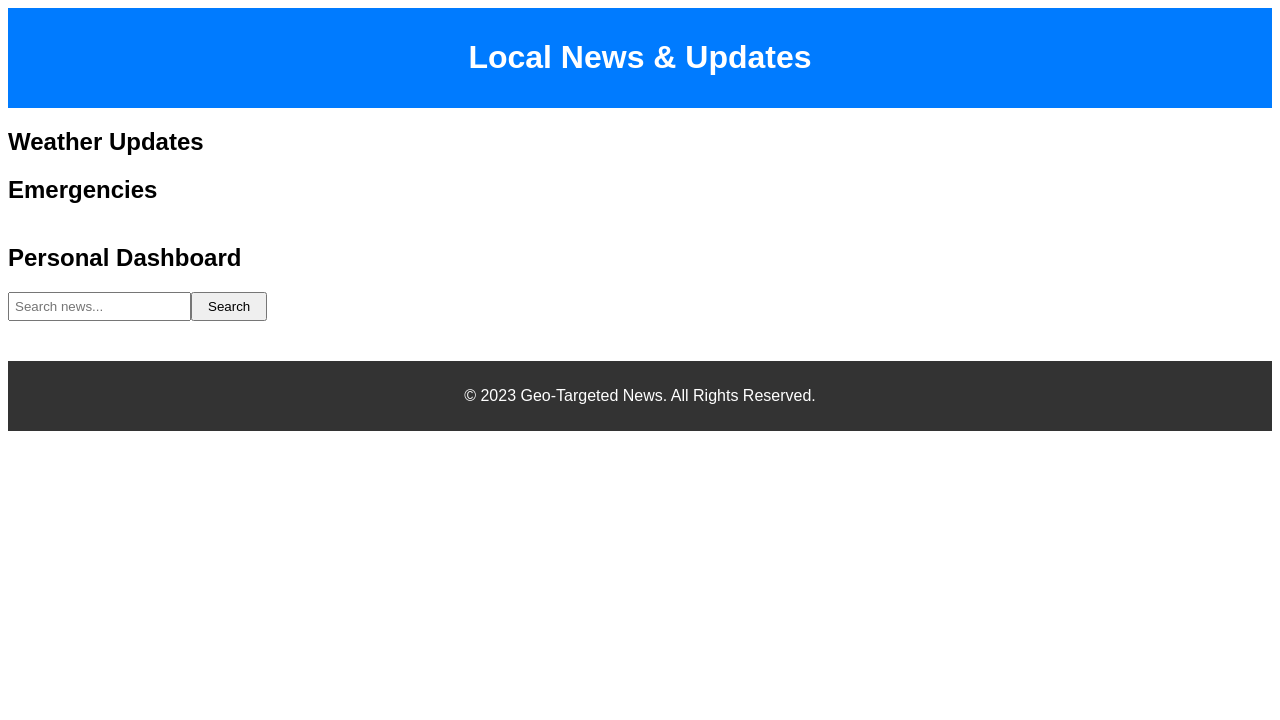 Local News & Updates
Weather Updates
Emergencies
Personal Dashboard
Search news... Search
© 2023 Geo-Targeted News. All Rights Reserved.